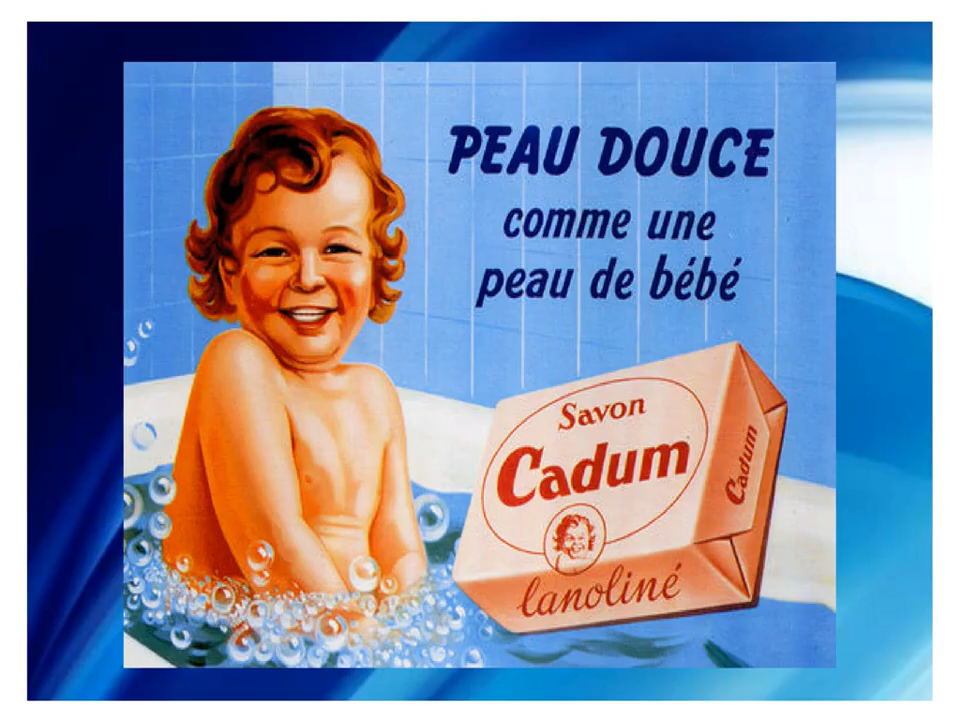 PEAU DOUCE
comme une
peau de bébé
Savon
Cadum
lanoliné
Cadum